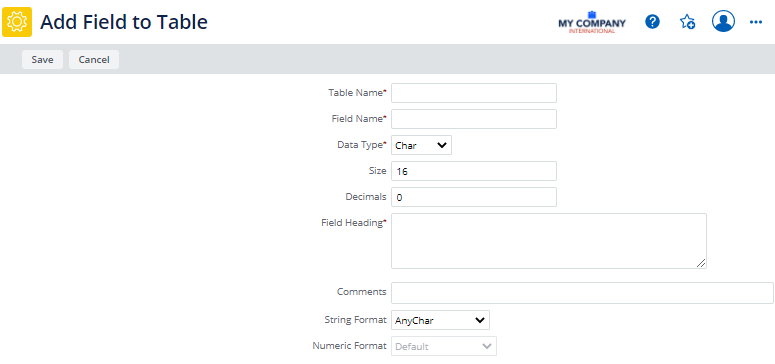 Add Field to Table
MY COMPANY
INTERNATIONAL
?
Save
Cancel
Table Name*
Field Name*
Data Type* Char
Size 16
Decimals 0
Field Heading*
Comments
String Format AnyChar
Numeric Format Default